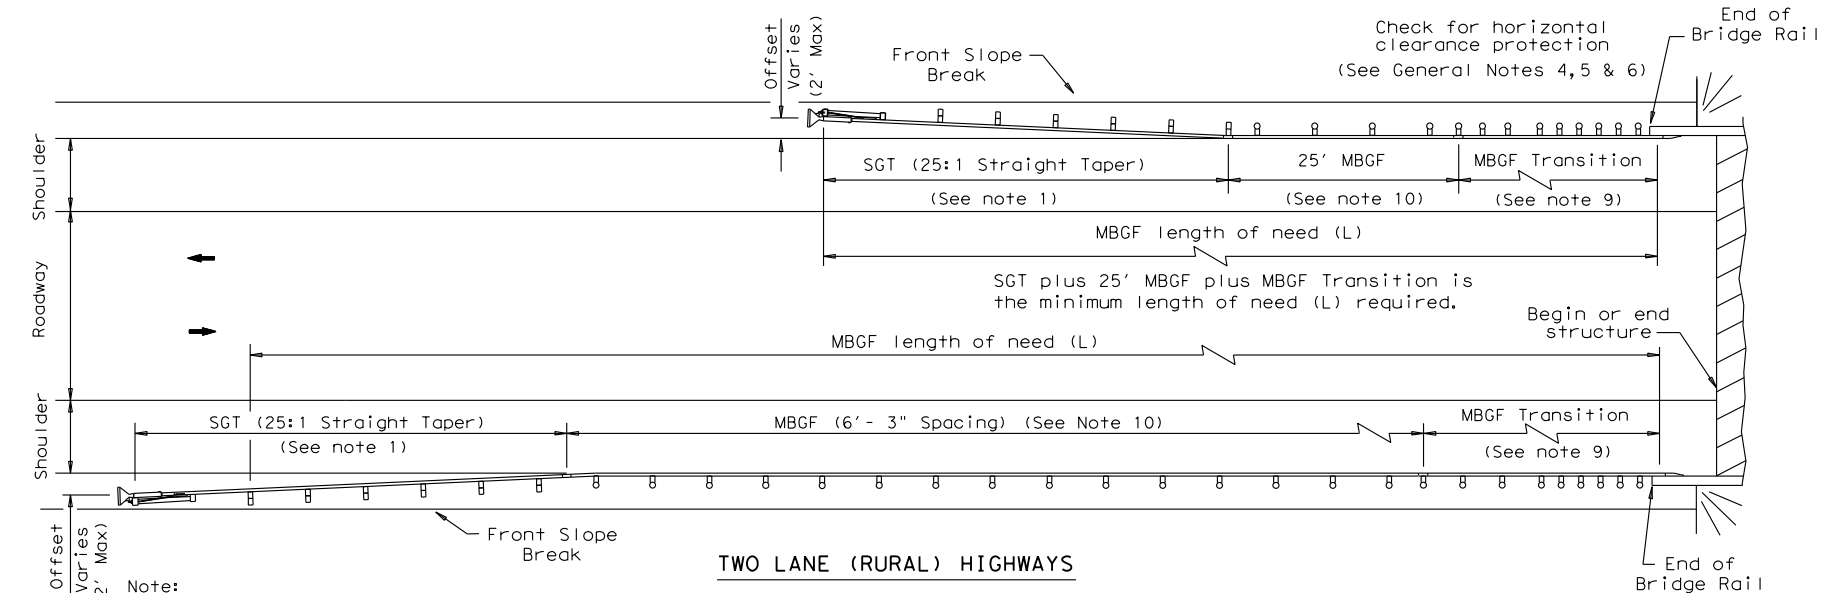 Offset
Varies
(2' Max)
Front Slope
Break
Check for horizontal
clearance protection
(See General Notes 4,5 & 6)
End of
Bridge Rail
Shoulder
SGT (25:1 Straight Taper)
(See note 1)
25' MBGF
(See note 10)
MBGF Transition
(See note 9)
MBGF length of need (L)
SGT plus 25' MBGF plus MBGF Transition is
the minimum length of need (L) required.
Roadway
Begin or end
structure
MBGF length of need (L)
Shoulder
SGT (25:1 Straight Taper)
(See note 1)
MBGF (6'- 3" Spacing) (See Note 10)
MBGF Transition
(See note 9)
Offset
Varies
2' Max)
Front Slope
Break
TWO LANE (RURAL) HIGHWAYS
End of
Bridge Rail
Note: